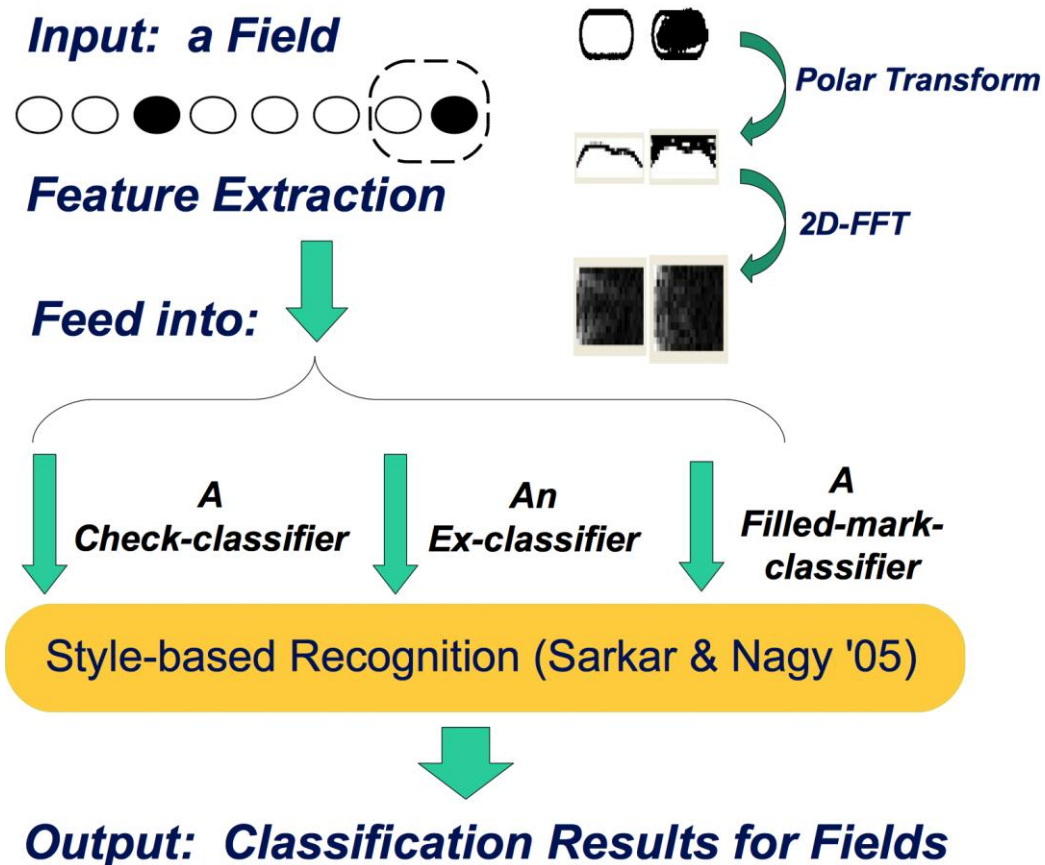 Input: a Field
Polar Transform
Feature Extraction
2D-FFT
Feed into:
A
Check-classifier
An
Ex-classifier
A
Filled-mark-
classifier
Style-based Recognition (Sarkar & Nagy '05)
Output: Classification Results for Fields